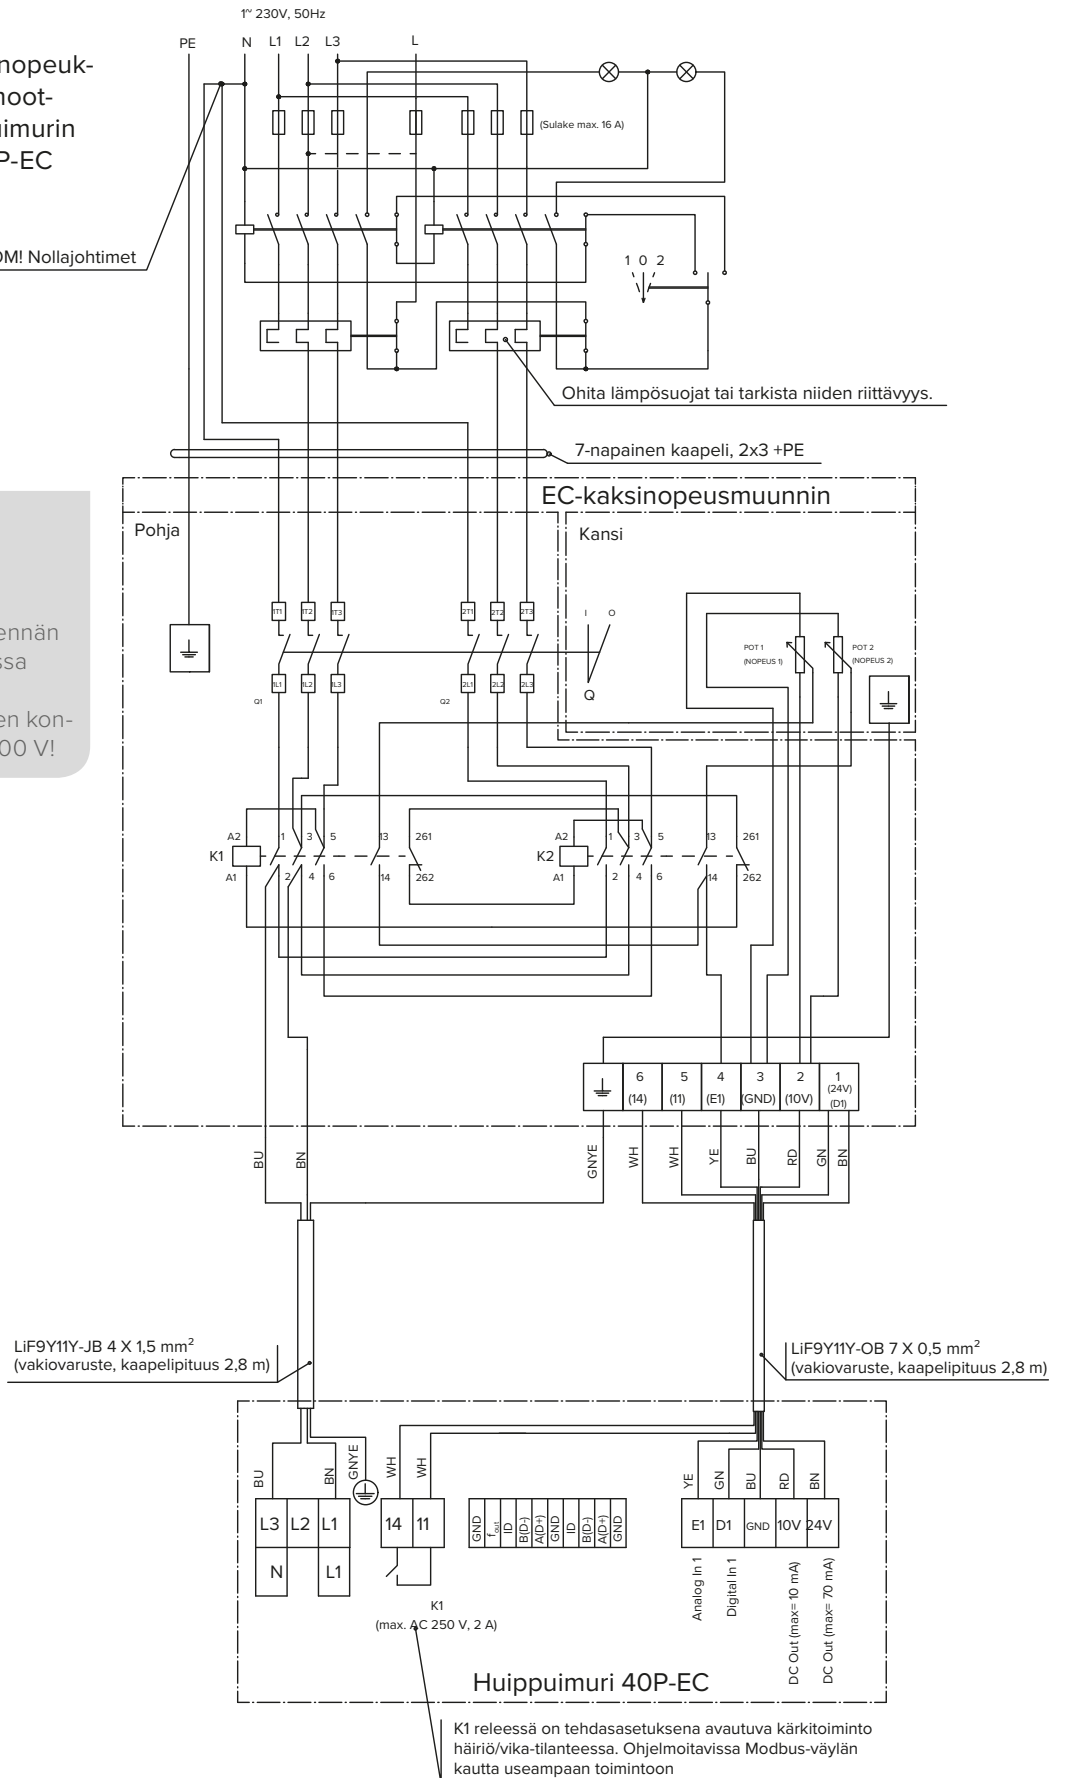 1~ 230V, 50Hz
PE
N
L1
L2
L3
L
nopeuk-
P-EC
(Sulake max. 16 A)
Nollajohtimet
1 0 2
Ohita lämpösuojat tai tarkista niiden riittävyys.
7-napainen kaapeli, 2x3 +PE
EC-kaksinopeusmuunnin
Pohja
Kansi
1T1
1T2
1T3
2T1
2T2
2T3
I
O
1L1
1L2
1L3
2L1
2L2
2L3
Q1
Q2
Q
POT 1
(NOPEUS 1)
POT 2
(NOPEUS 2)
en kon-
00 V!
A2
1
3
5
13
261
A2
1
3
5
13
261
K1
K2
A1
2
4
6
14
262
A1
2
4
6
14
262
6
(14)
5
(11)
4
(E1)
3
(GND)
2
(10V)
1
(24V)
(D1)
BU
BN
GNYE
WH
WH
YE
BU
RD
GN
BN
LiF9Y11Y-JB 4 X 1,5 mm²
(vakiovaruste, kaapelipituus 2,8 m)
LiF9Y11Y-OB 7 X 0,5 mm²
(vakiovaruste, kaapelipituus 2,8 m)
BU
BN
GNYE
WH
WH
YE
GN
BU
RD
BN
L3
L2
L1
14
11
GND
fout
ID
B(D-)
A(D+)
GND
ID
B(D-)
A(D+)
GND
E1
D1
GND
10V
24V
N
L1
Analog In 1
Digital In 1
DC Out (max= 10 mA)
DC Out (max= 70 mA)
K1
(max. AC 250 V, 2 A)
Huippuimuri 40P-EC
K1 releessä on tehdasasetuksena avautuva kärkitoiminto
häiriö/vika-tilanteessa. Ohjelmoitavissa Modbus-väylän
kautta useampaan toimintoon